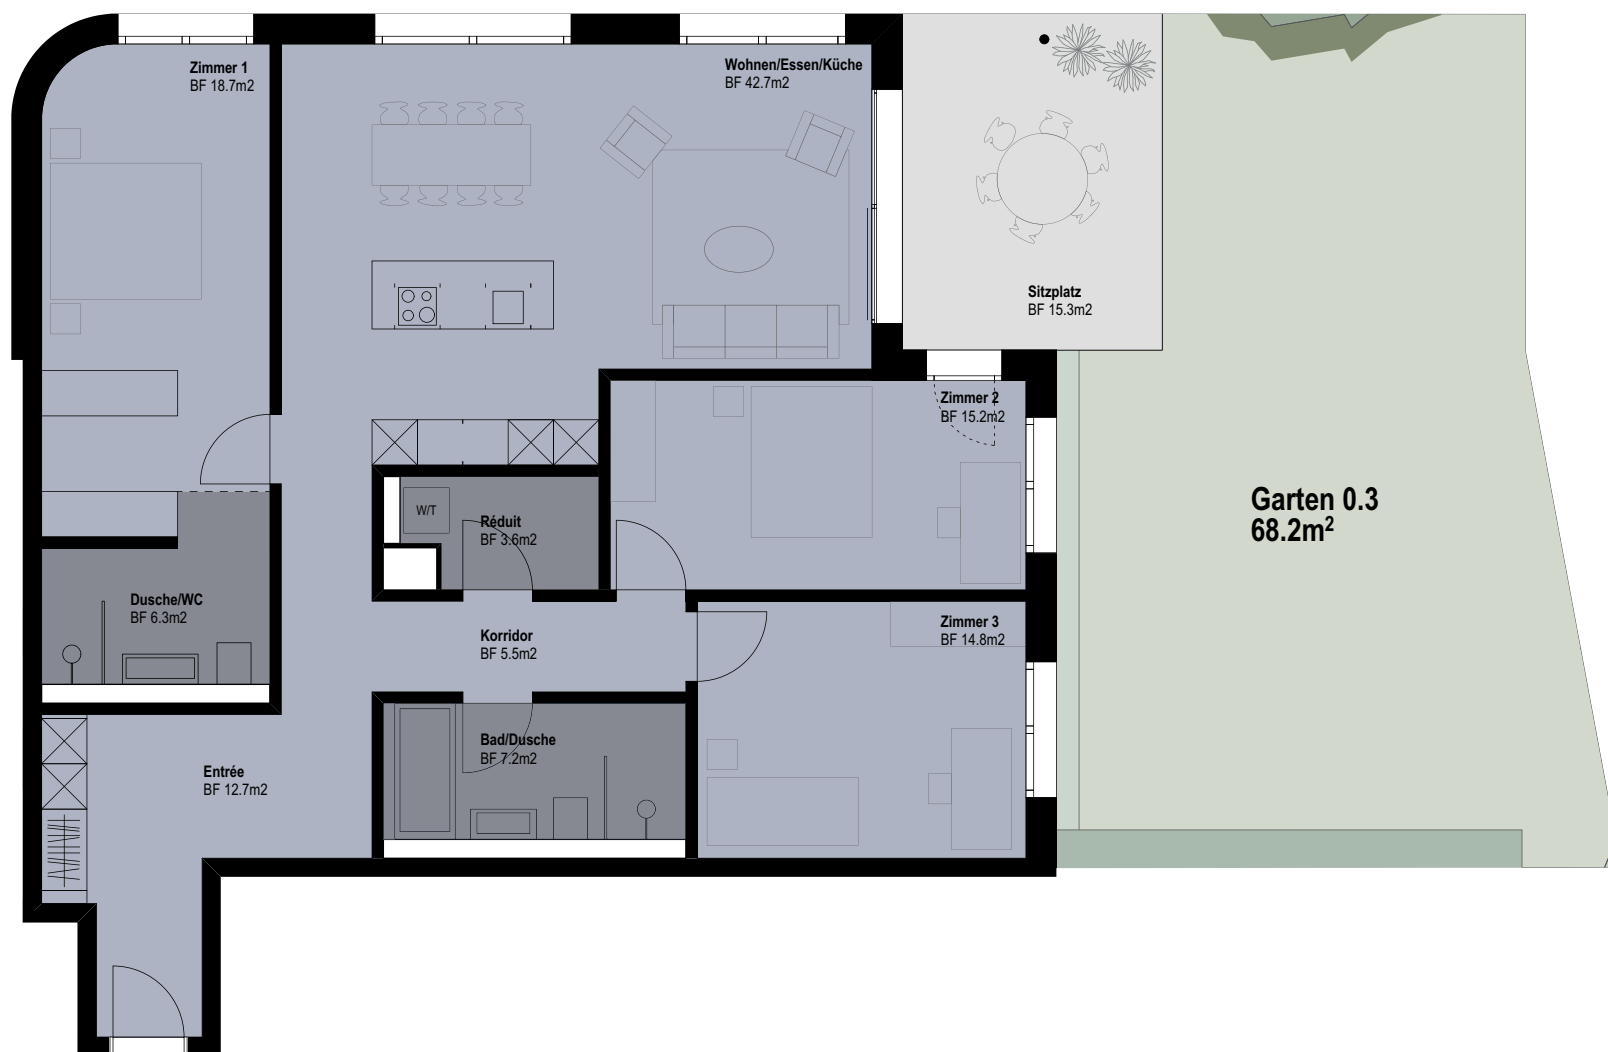 Zimmer 1
BF 18.7m2
Wohnen/Essen/Küche
BF 42.7m2
Sitzplatz
BF 15.3m2
Zimmer 2
BF 15.2m2
Garten 0.3
68.2m²
W/T
Réduit
BF 3.6m2
Dusche/WC
BF 6.3m2
Korridor
BF 5.5m2
Zimmer 3
BF 14.8m2
Bad/Dusche
BF 7.2m2
Entrée
BF 12.7m2